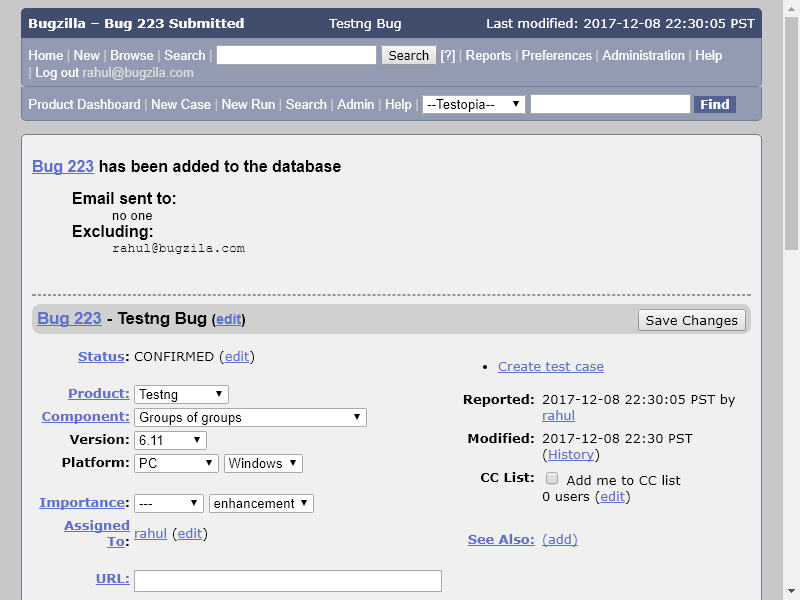 Bugzilla – Bug 223 Submitted Testng Bug Last modified: 2017-12-08 22:30:05 PST
Home | New | Browse | Search | Search [?] | Reports | Preferences | Administration | Help
| Log out rahul@bugzila.com
Product Dashboard | New Case | New Run | Search | Admin | Help | --Testopia-- Find
Bug 223 has been added to the database
Email sent to:
no one
Excluding:
rahul@bugzila.com
Bug 223 - Testng Bug (edit) Save Changes
Status: CONFIRMED (edit)
Product: Testng
Component: Groups of groups
Version: 6.11
Platform: PC Windows
Importance: --- enhancement
Assigned
To: rahul (edit)
URL:
• Create test case
Reported: 2017-12-08 22:30:05 PST by
rahul
Modified: 2017-12-08 22:30 PST
(History)
CC List: Add me to CC list
0 users (edit)
See Also: (add)